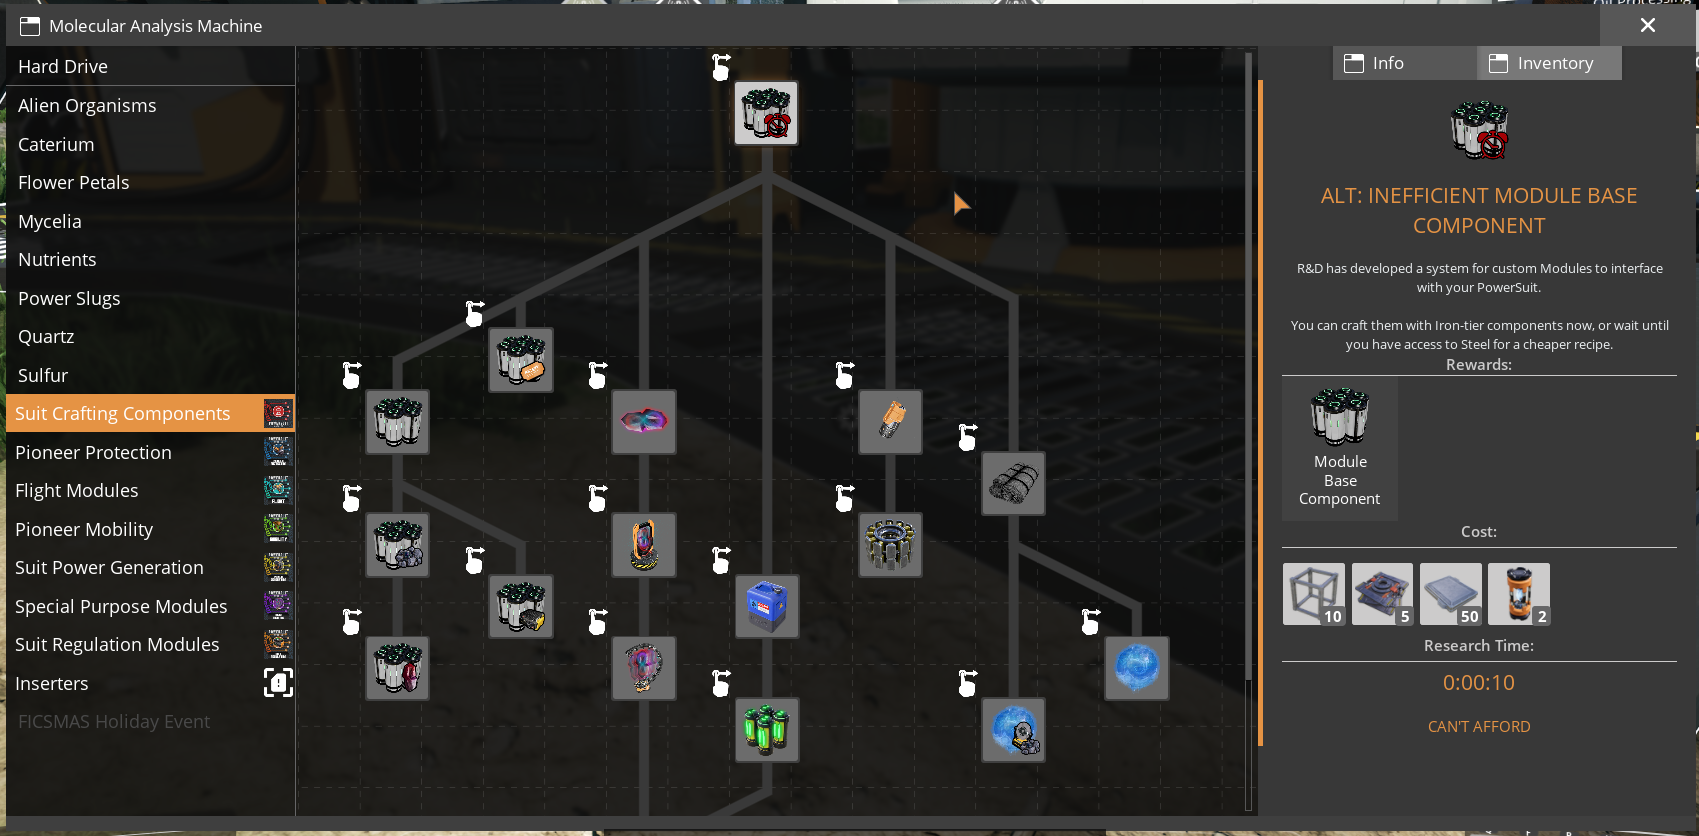 Molecular Analysis Machine
Hard Drive
Alien Organisms
Caterium
Flower Petals
Mycelia
Nutrients
Power Slugs
Quartz
Sulfur
Suit Crafting Components
Pioneer Protection
Flight Modules
Pioneer Mobility
Suit Power Generation
Special Purpose Modules
Suit Regulation Modules
Inserters
FICSMAS Holiday Event
Info
Inventory
ALT: INEFFICIENT MODULE BASE
COMPONENT
R&D has developed a system for custom Modules to interface
with your PowerSuit.
You can craft them with Iron-tier components now, or wait until
you have access to Steel for a cheaper recipe.
Rewards:
Module
Base
Component
Cost:
10
5
50
2
Research Time:
0:00:10
CAN'T AFFORD